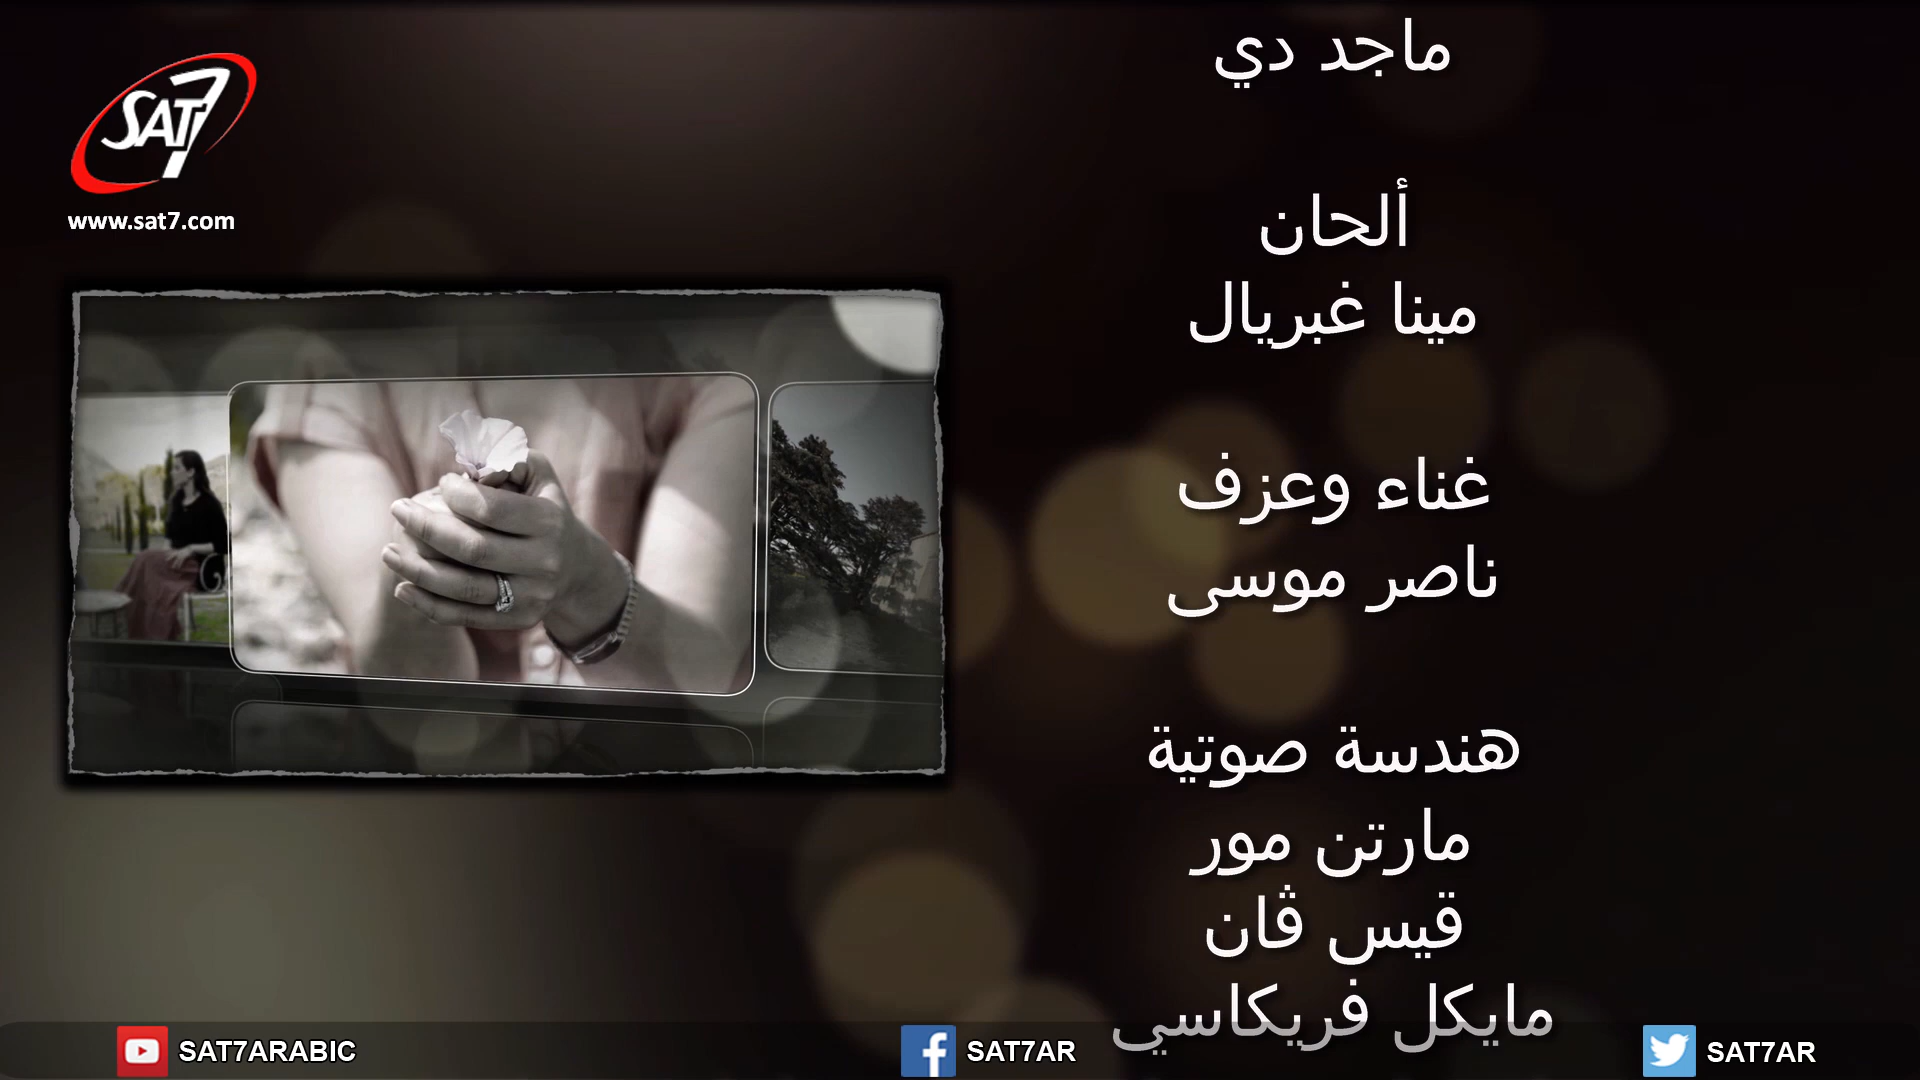 SAT7
www.sat7.com
ماجد دي
ألحان
مينا غبريال
غناء وعزف
ناصر موسى
هندسة صوتية
مارتن مور
قيس ڤان
مايكل فريكاسي
SAT7ARABIC
SAT7AR
SAT7AR